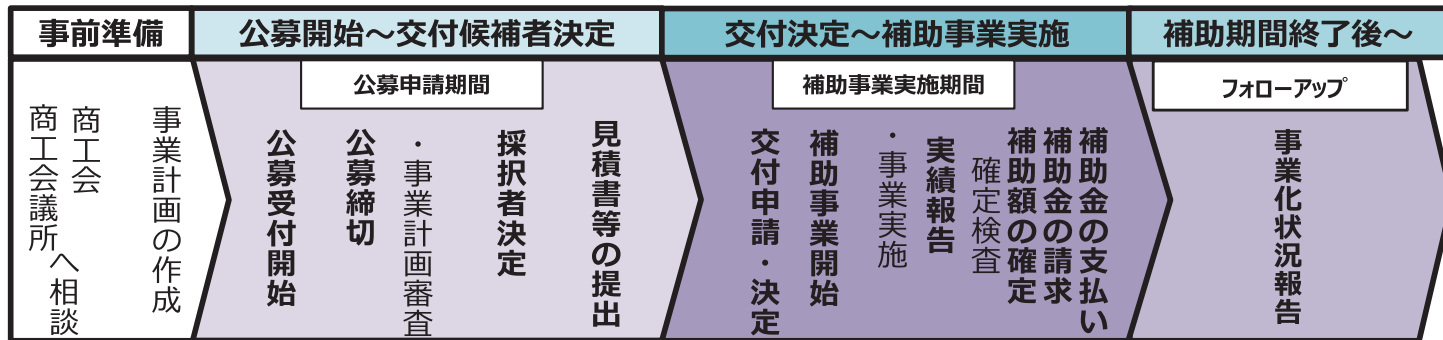 事前準備
公募開始～交付候補者決定
交付決定～補助事業実施
補助期間終了後～
公募申請期間
補助事業実施期間
フォローアップ
商工会議所
商工会
へ相談
事業計画の作成
公募受付開始
公募締切
・事業計画審査
採択者決定
見積書等の提出
交付申請・決定
補助事業開始
・事業実施
実績報告
確定検査
補助額の確定
補助金の請求
補助金の支払い
事業化状況報告